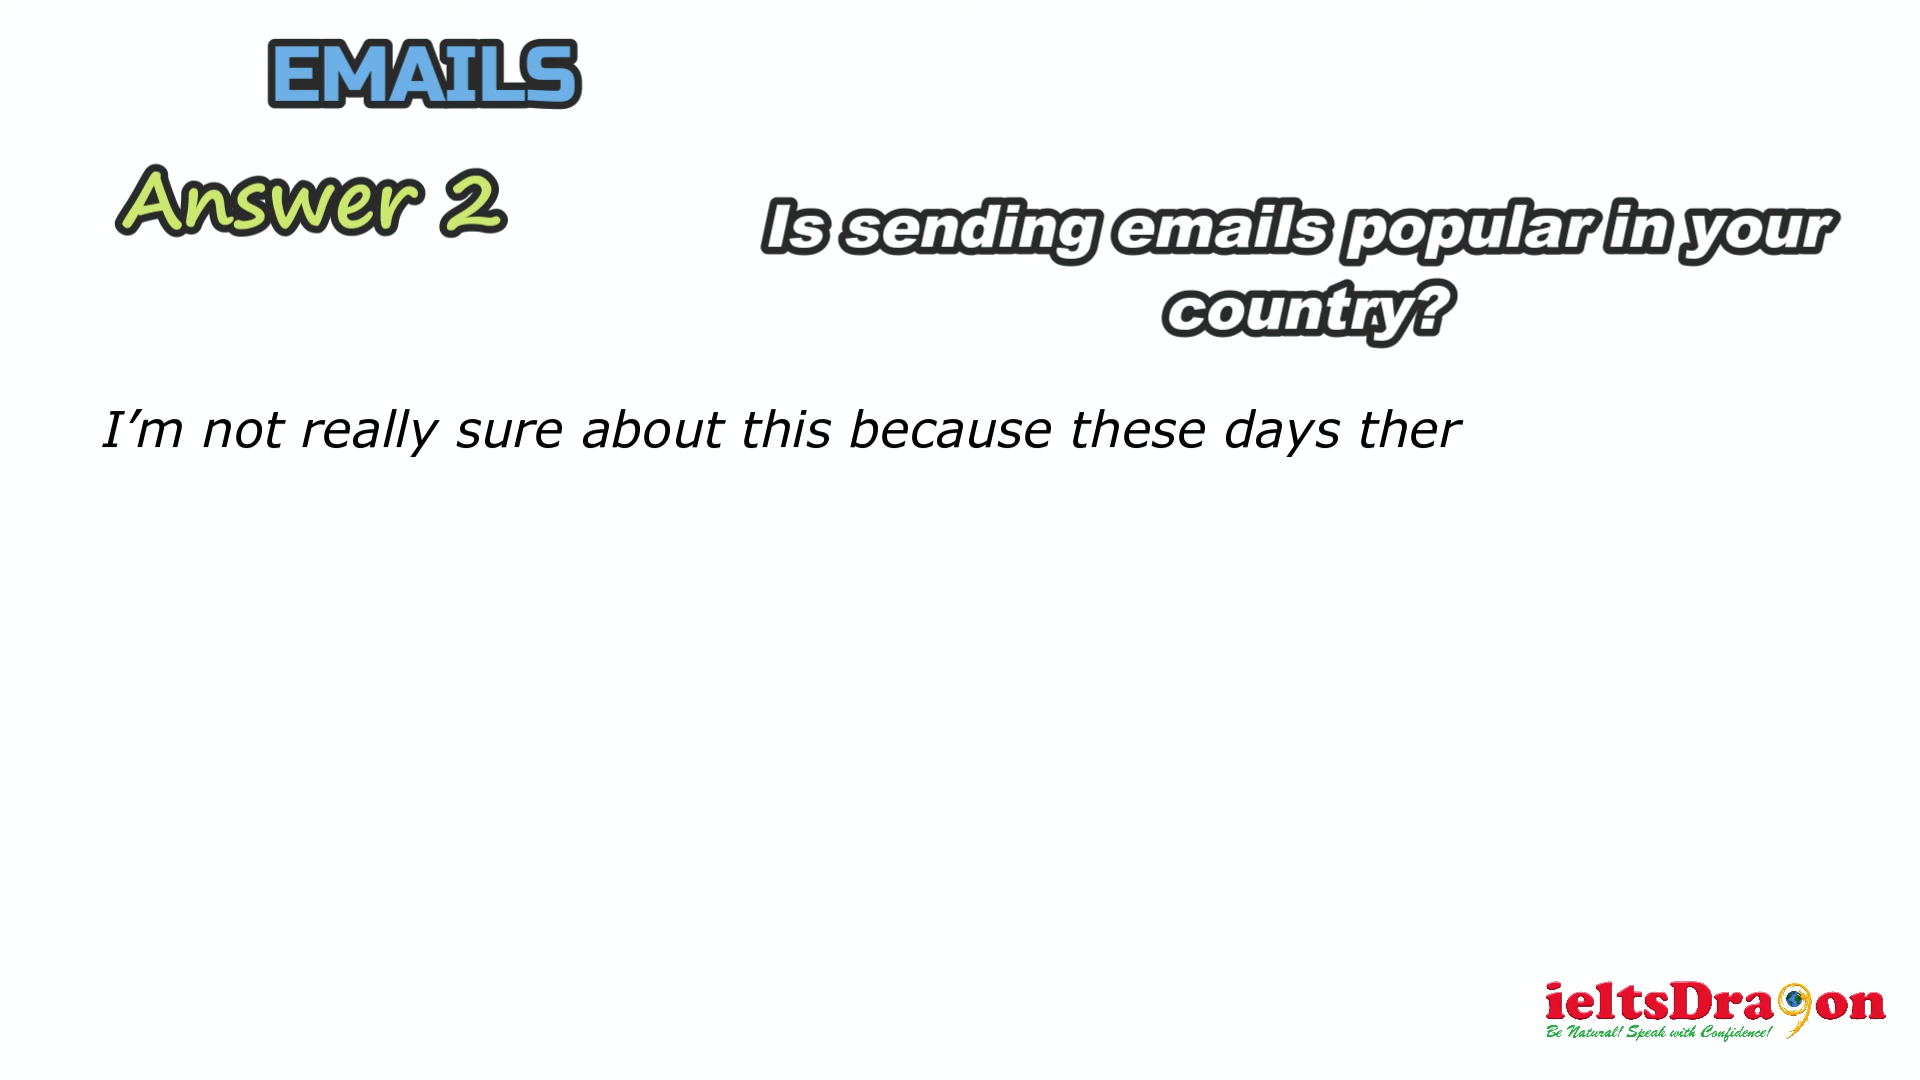 EMAILS
Answer 2
Is sending emails popular in your
country?
I’m not really sure about this because these days ther
ieltsDra9on
Be Natural! Speak with Confidence!